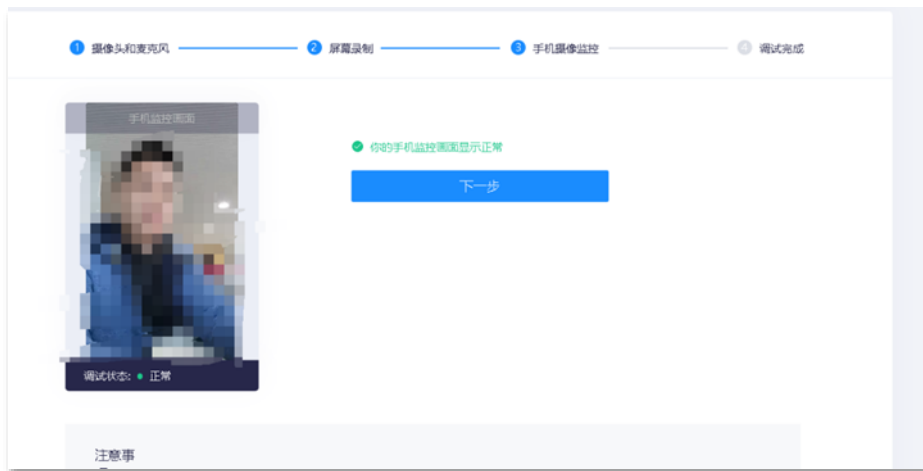 1 摄像头和麦克风 2 屏幕录制 3 手机摄像监控 4 调试完成
手机监控画面
你的手机监控画面显示正常
下一步
调试状态: 正常
注意事